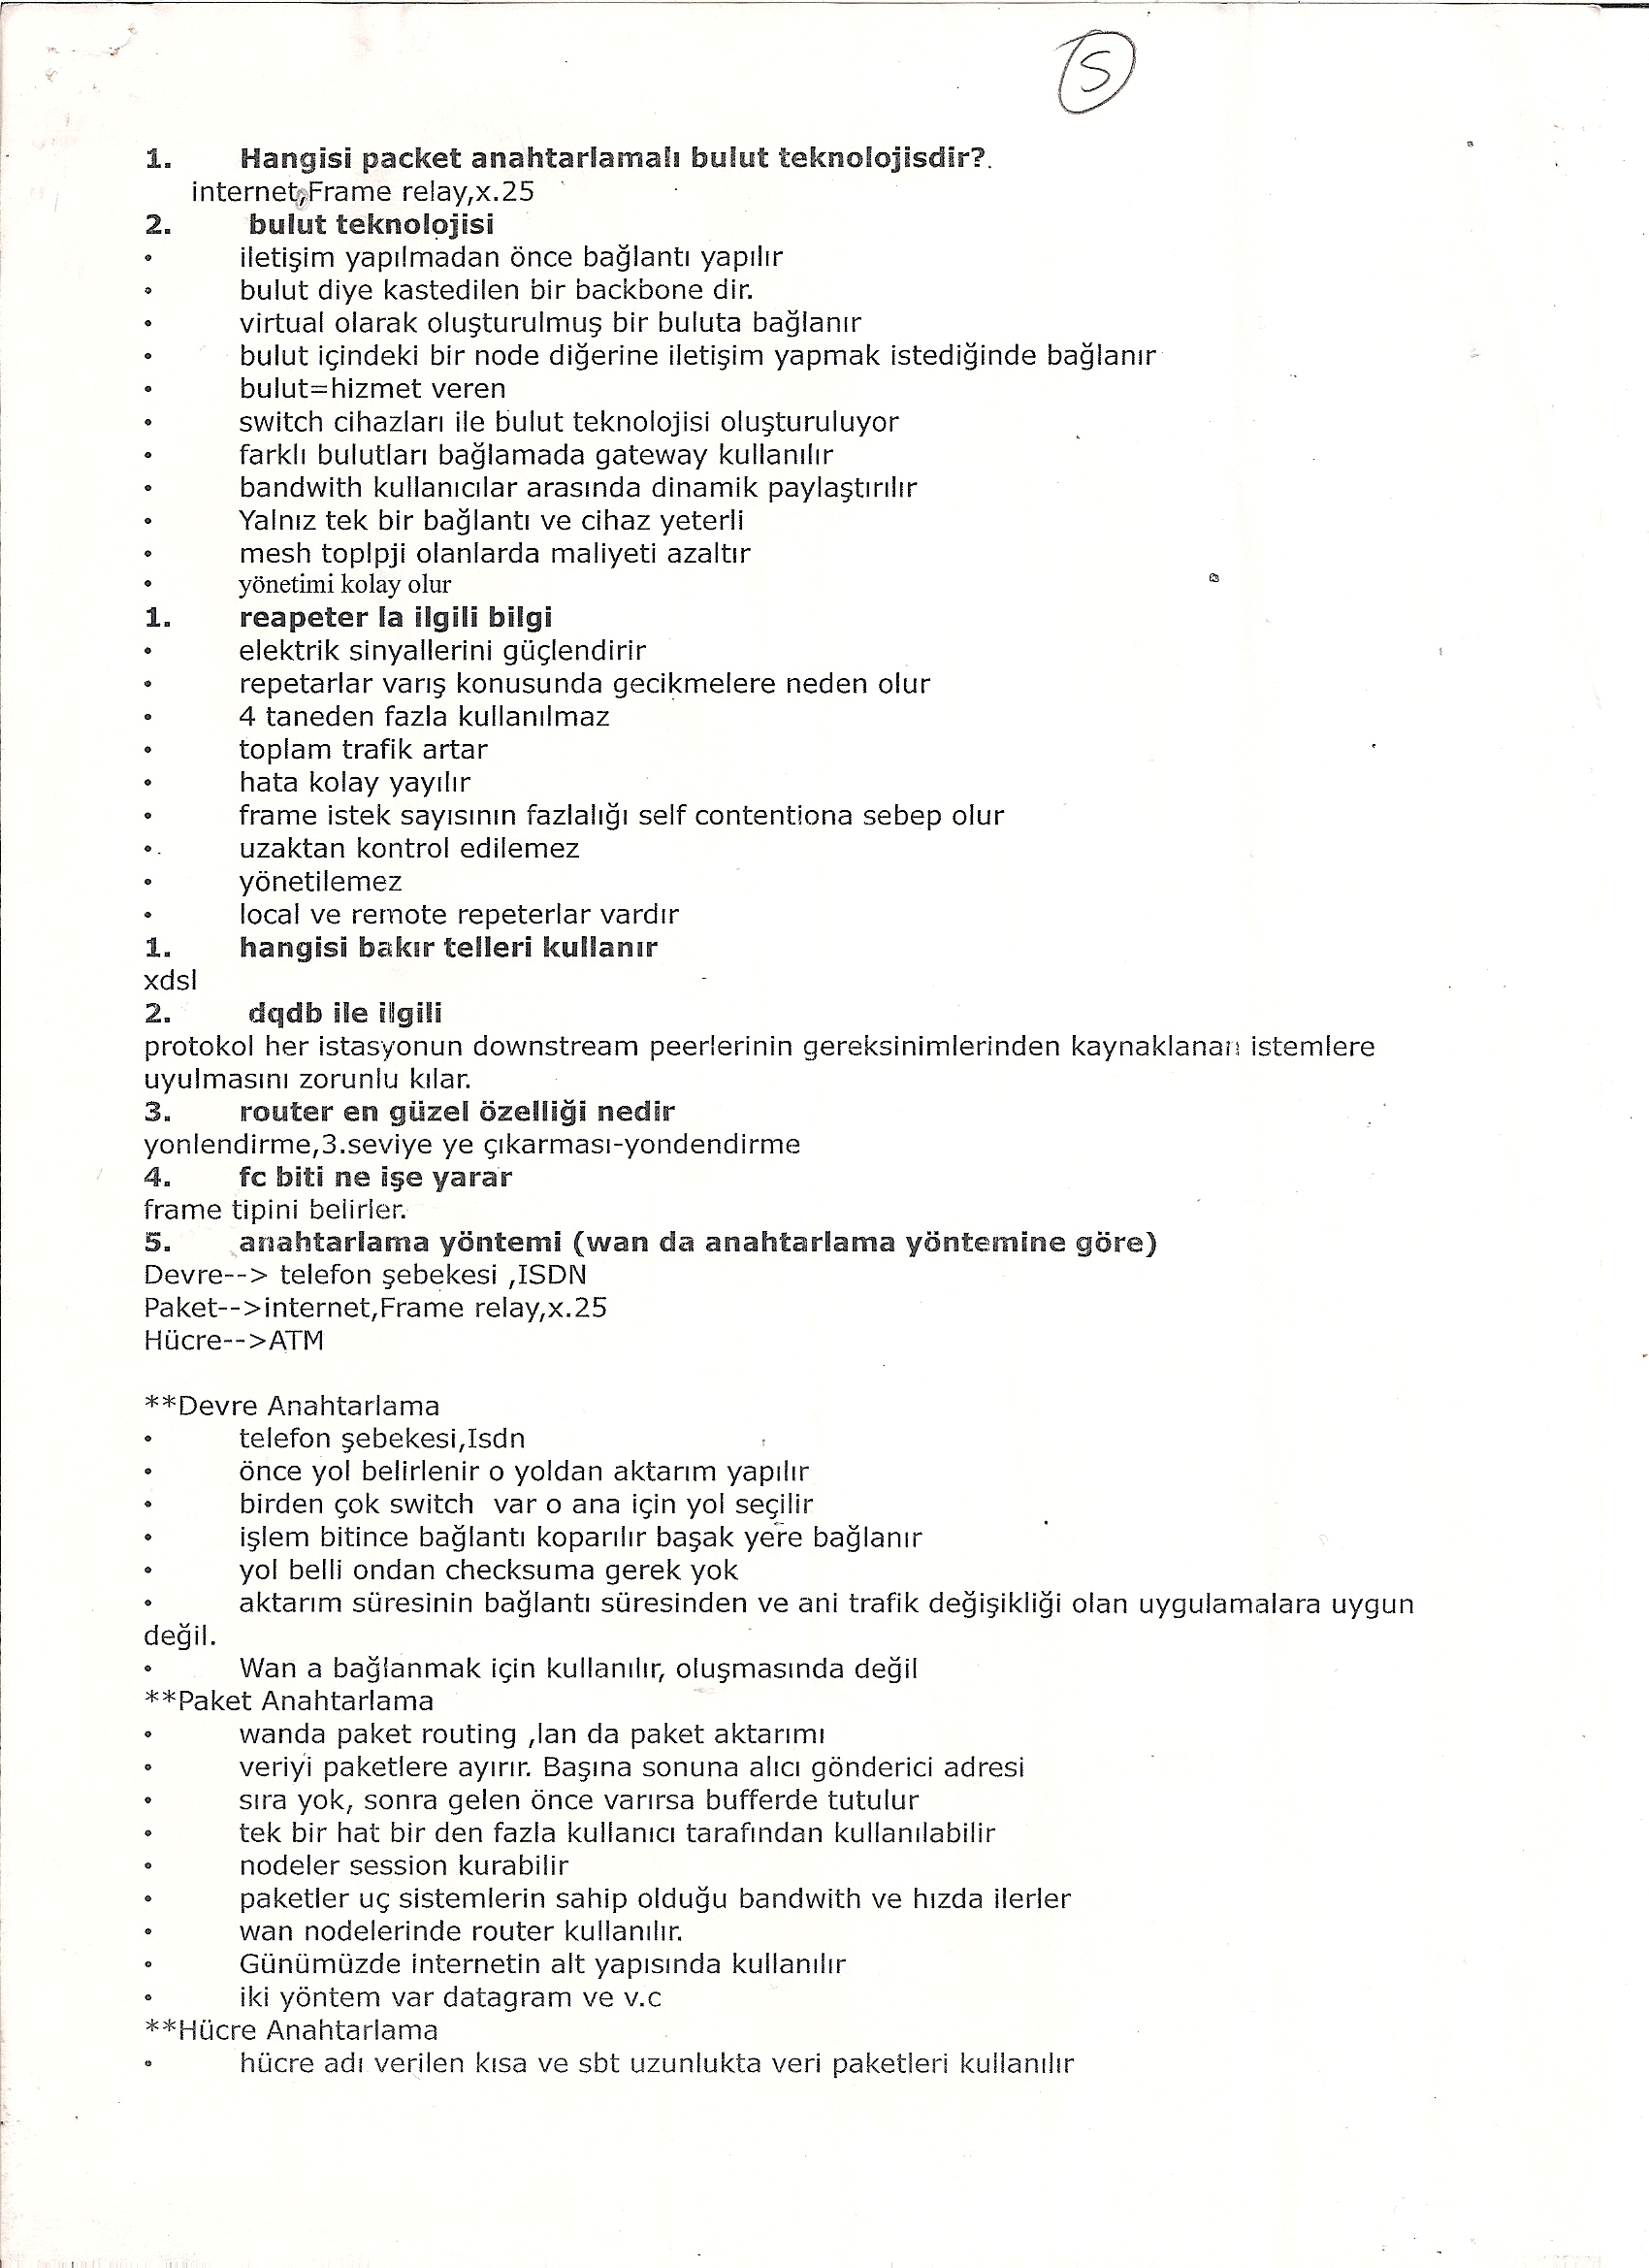 5
1. Hangisi packet anahtarlamalı bulut teknolojisdir?.
internet,Frame relay,x.25
2. bulut teknolojisi
• iletişim yapılmadan önce bağlantı yapılır
• bulut diye kastedilen bir backbone dir.
• virtual olarak oluşturulmuş bir buluta bağlanır
• bulut içindeki bir node diğerine iletişim yapmak istediğinde bağlanır
• bulut=hizmet veren
• switch cihazları ile bulut teknolojisi oluşturuluyor
• farklı bulutları bağlamada gateway kullanılır
• bandwith kullanıcılar arasında dinamik paylaştırılır
• Yalnız tek bir bağlantı ve cihaz yeterli
• mesh toplpji olanlarda maliyeti azaltır
• yönetimi kolay olur
1. reapeter la ilgili bilgi
• elektrik sinyallerini güçlendirir
• repetarlar varış konusunda gecikmelere neden olur
• 4 taneden fazla kullanılmaz
• toplam trafik artar
• hata kolay yayılır
• frame istek sayısının fazlalığı self contentiona sebep olur
• uzaktan kontrol edilemez
• yönetilemez
• local ve remote repeterlar vardır
1. hangisi bakır telleri kullanır
xdsl
2. dqdb ile ilgili
protokol her istasyonun downstream peerlerinin gereksinimlerinden kaynaklanan istemlere
uyulmasını zorunlu kılar.
3. router en güzel özelliği nedir
yonlendirme,3.seviye ye çıkarması-yondendirme
4. fc biti ne işe yarar
frame tipini belirler.
5. anahtarlama yöntemi (wan da anahtarlama yöntemine göre)
Devre--> telefon şebekesi ,ISDN
Paket-->internet,Frame relay,x.25
Hücre-->ATM
**Devre Anahtarlama
• telefon şebekesi,Isdn
• önce yol belirlenir o yoldan aktarım yapılır
• birden çok switch var o ana için yol seçilir
• işlem bitince bağlantı koparılır başak yere bağlanır
• yol belli ondan checksuma gerek yok
• aktarım süresinin bağlantı süresinden ve ani trafik değişikliği olan uygulamalara uygun
değil.
• Wan a bağlanmak için kullanılır, oluşmasında değil
**Paket Anahtarlama
• wanda paket routing ,lan da paket aktarımı
• veriyi paketlere ayırır. Başına sonuna alıcı gönderici adresi
• sıra yok, sonra gelen önce varırsa bufferde tutulur
• tek bir hat bir den fazla kullanıcı tarafından kullanılabilir
• nodeler session kurabilir
• paketler uç sistemlerin sahip olduğu bandwith ve hızda ilerler
• wan nodelerinde router kullanılır.
• Günümüzde internetin alt yapısında kullanılır
• iki yöntem var datagram ve v.c
**Hücre Anahtarlama
• hücre adı verilen kısa ve sbt uzunlukta veri paketleri kullanılır